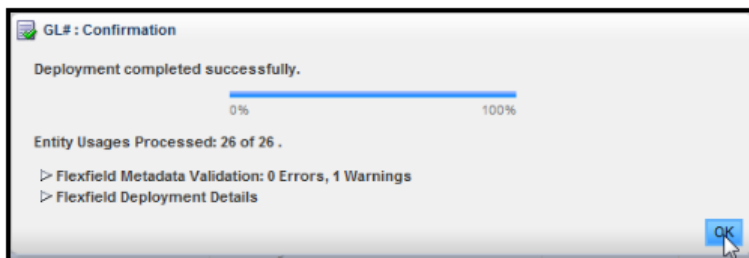 GL# : Confirmation
Deployment completed successfully.
0% 100%
Entity Usages Processed: 26 of 26 .
Flexfield Metadata Validation: 0 Errors, 1 Warnings
Flexfield Deployment Details
OK